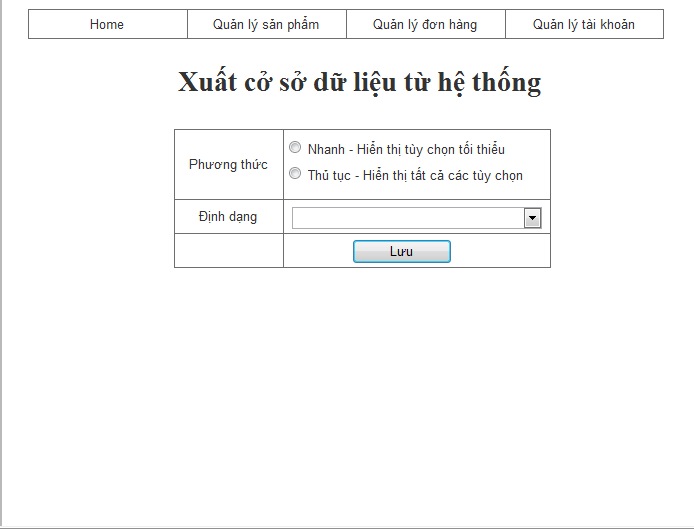 Home Quản lý sản phẩm Quản lý đơn hàng Quản lý tài khoản
Xuất cở sở dữ liệu từ hệ thống
Phương thức
Nhanh - Hiển thị tùy chọn tối thiểu
Thủ tục - Hiển thị tất cả các tùy chọn
Định dạng
Lưu